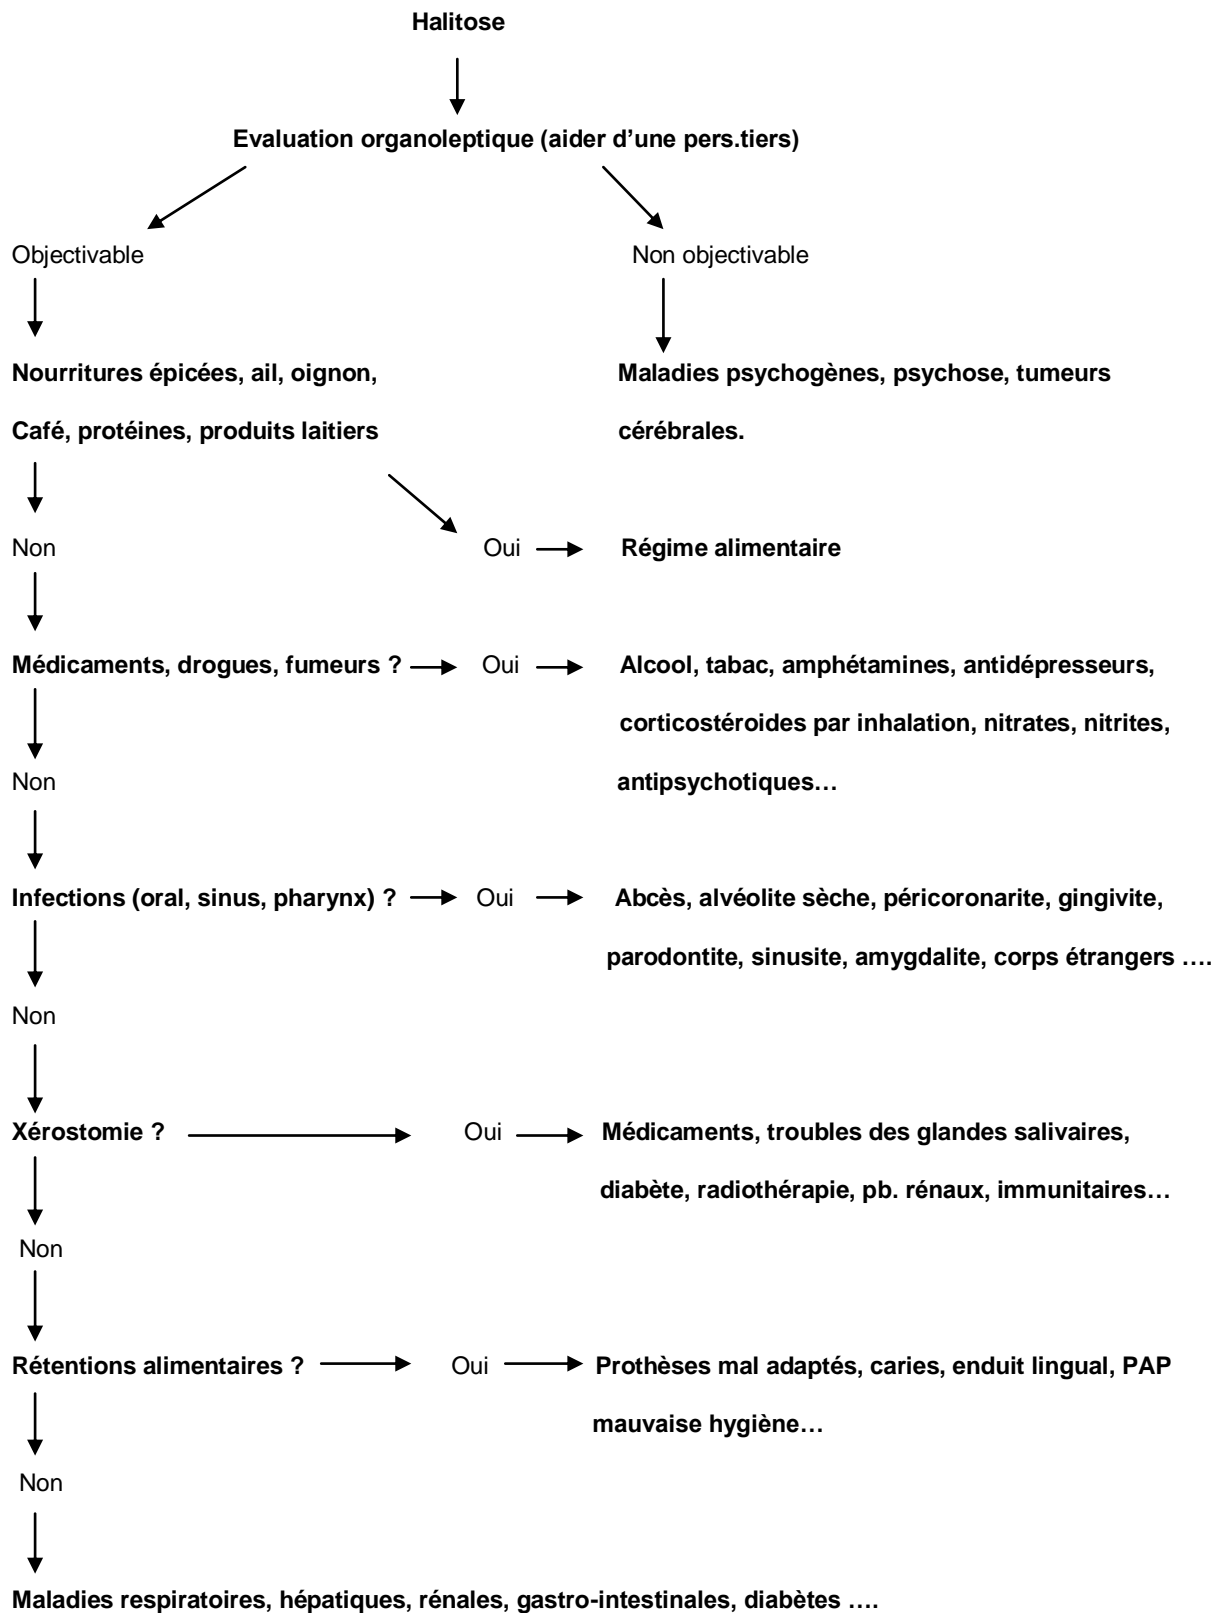 Halitose
Evaluation organoleptique (aider d’une pers.tiers)
Objectivable
Non objectivable
Nourritures épicées, ail, oignon,
Café, protéines, produits laitiers
Maladies psychogènes, psychose, tumeurs
cérébrales.
Non
Oui
Régime alimentaire
Médicaments, drogues, fumeurs ?
Oui
Alcool, tabac, amphétamines, antidépresseurs,
corticostéroides par inhalation, nitrates, nitrites,
antipsychotiques…
Non
Infections (oral, sinus, pharynx) ?
Oui
Abcès, alvéolite sèche, péricoronarite, gingivite,
parodontite, sinusite, amygdalite, corps étrangers ….
Non
Xérostomie ?
Oui
Médicaments, troubles des glandes salivaires,
diabète, radiothérapie, pb. rénaux, immunitaires…
Non
Rétentions alimentaires ?
Oui
Prothèses mal adaptés, caries, enduit lingual, PAP
mauvaise hygiène…
Non
Maladies respiratoires, hépatiques, rénales, gastro-intestinales, diabètes ….